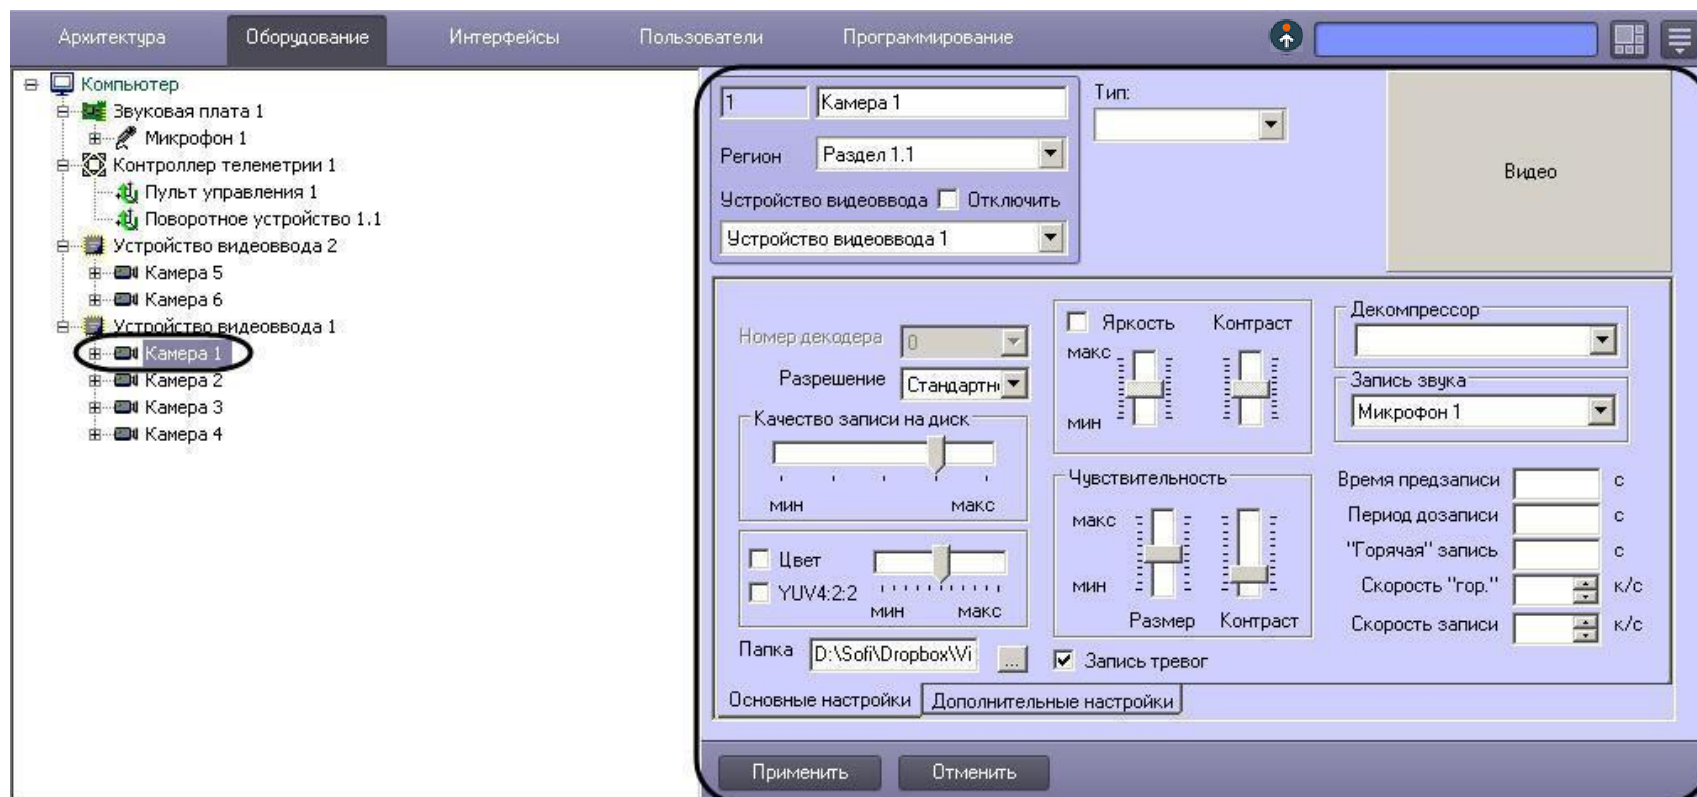 Архитектура Оборудование Интерфейсы Пользователи Программирование
Компьютер
Звуковая плата 1
Микрофон 1
Контроллер телеметрии 1
Пульт управления 1
Поворотное устройство 1.1
Устройство видеоввода 2
Камера 5
Камера 6
Устройство видеоввода 1
Камера 1
Камера 2
Камера 3
Камера 4
1 Камера 1
Регион Раздел 1.1
Устройство видеоввода Отключить
Устройство видеоввода 1
Тип:
Видео
Номер декодера 0
Разрешение Стандартн
Качество записи на диск
мин макс
Цвет
YUV4:2:2
мин макс
Папка D:\Sofi\Dropbox\Vi ...
Яркость Контраст
макс
мин
Чувствительность
макс
мин
Размер Контраст
Запись тревог
Декомпрессор
Запись звука
Микрофон 1
Время предзаписи с
Период дозаписи с
"Горячая" запись с
Скорость "гор." к/с
Скорость записи к/с
Основные настройки Дополнительные настройки
Применить Отменить